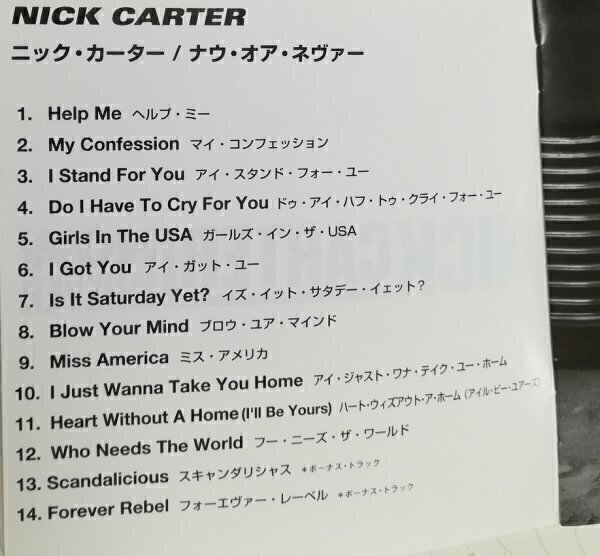 NICK CARTER
ニック・カーター / ナウ・オア・ネヴァー
1. Help Me ヘルプ・ミー
2. My Confession マイ・コンフェッション
3. I Stand For You アイ・スタンド・フォー・ユー
4. Do I Have To Cry For You ドゥ・アイ・ハフ・トゥ・クライ・フォー・ユー
5. Girls In The USA ガールズ・イン・ザ・USA
6. I Got You アイ・ガット・ユー
7. Is It Saturday Yet? イズ・イット・サタデー・イェット?
8. Blow Your Mind ブロウ・ユア・マインド
9. Miss America ミス・アメリカ
10. I Just Wanna Take You Home アイ・ジャスト・ワナ・テイク・ユー・ホーム
11. Heart Without A Home (I'll Be Yours) ハート・ウィズアウト・ア・ホーム (アイル・ビー・ユアーズ)
12. Who Needs The World フー・ニーズ・ザ・ワールド
13. Scandalicious スキャンダリシャス *ボーナス・トラック
14. Forever Rebel フォーエヴァー・レーベル *ボーナス・トラック